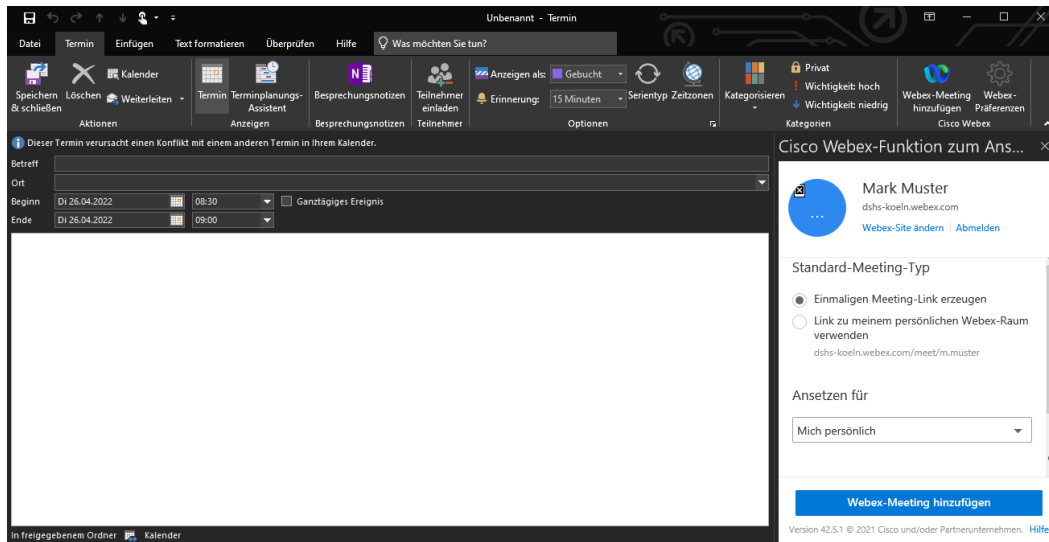 Unbenannt - Termin
Datei Termin Einfügen Text formatieren Überprüfen Hilfe Was möchten Sie tun?
Speichern & schließen
Löschen
Kalender
Weiterleiten
Aktionen
Termin
Terminplanungs-Assistent
Anzeigen
Besprechungsnotizen
Besprechungsnotizen
Teilnehmer einladen
Teilnehmer
Anzeigen als: Gebucht
Erinnerung: 15 Minuten
Serientyp
Zeitzonen
Optionen
Kategorisieren
Privat
Wichtigkeit: hoch
Wichtigkeit: niedrig
Kategorien
Webex-Meeting hinzufügen
Webex-Präferenzen
Cisco Webex
Dieser Termin verursacht einen Konflikt mit einem anderen Termin in Ihrem Kalender.
Betreff
Ort
Beginn Di 26.04.2022 08:30 Ganztägiges Ereignis
Ende Di 26.04.2022 09:00
In freigegebenem Ordner Kalender
Cisco Webex-Funktion zum Ans...
Mark Muster
dshs-koeln.webex.com
Webex-Site ändern Abmelden
...
Standard-Meeting-Typ
Einmaligen Meeting-Link erzeugen
Link zu meinem persönlichen Webex-Raum
verwenden
dshs-koeln.webex.com/meet/m.muster
Ansetzen für
Mich persönlich
Webex-Meeting hinzufügen
Version 42.5.1 © 2021 Cisco und/oder Partnerunternehmen. Hilfe